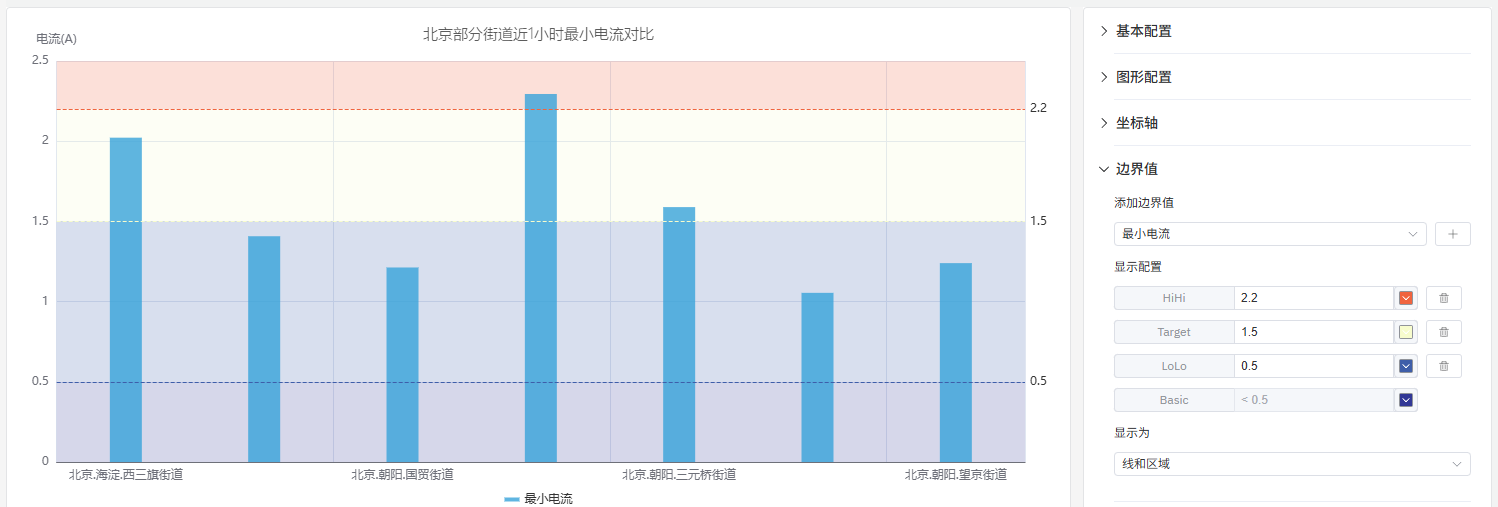 北京部分街道近1小时最小电流对比
电流(A)
2.5
2
1.5
1
0.5
0
2.2
1.5
0.5
北京.海淀.西三旗街道
北京.朝阳.国贸街道
北京.朝阳.三元桥街道
北京.朝阳.望京街道
最小电流
基本配置
图形配置
坐标轴
边界值
添加边界值
最小电流
显示配置
HiHi 2.2
Target 1.5
LoLo 0.5
Basic < 0.5
显示为
线和区域